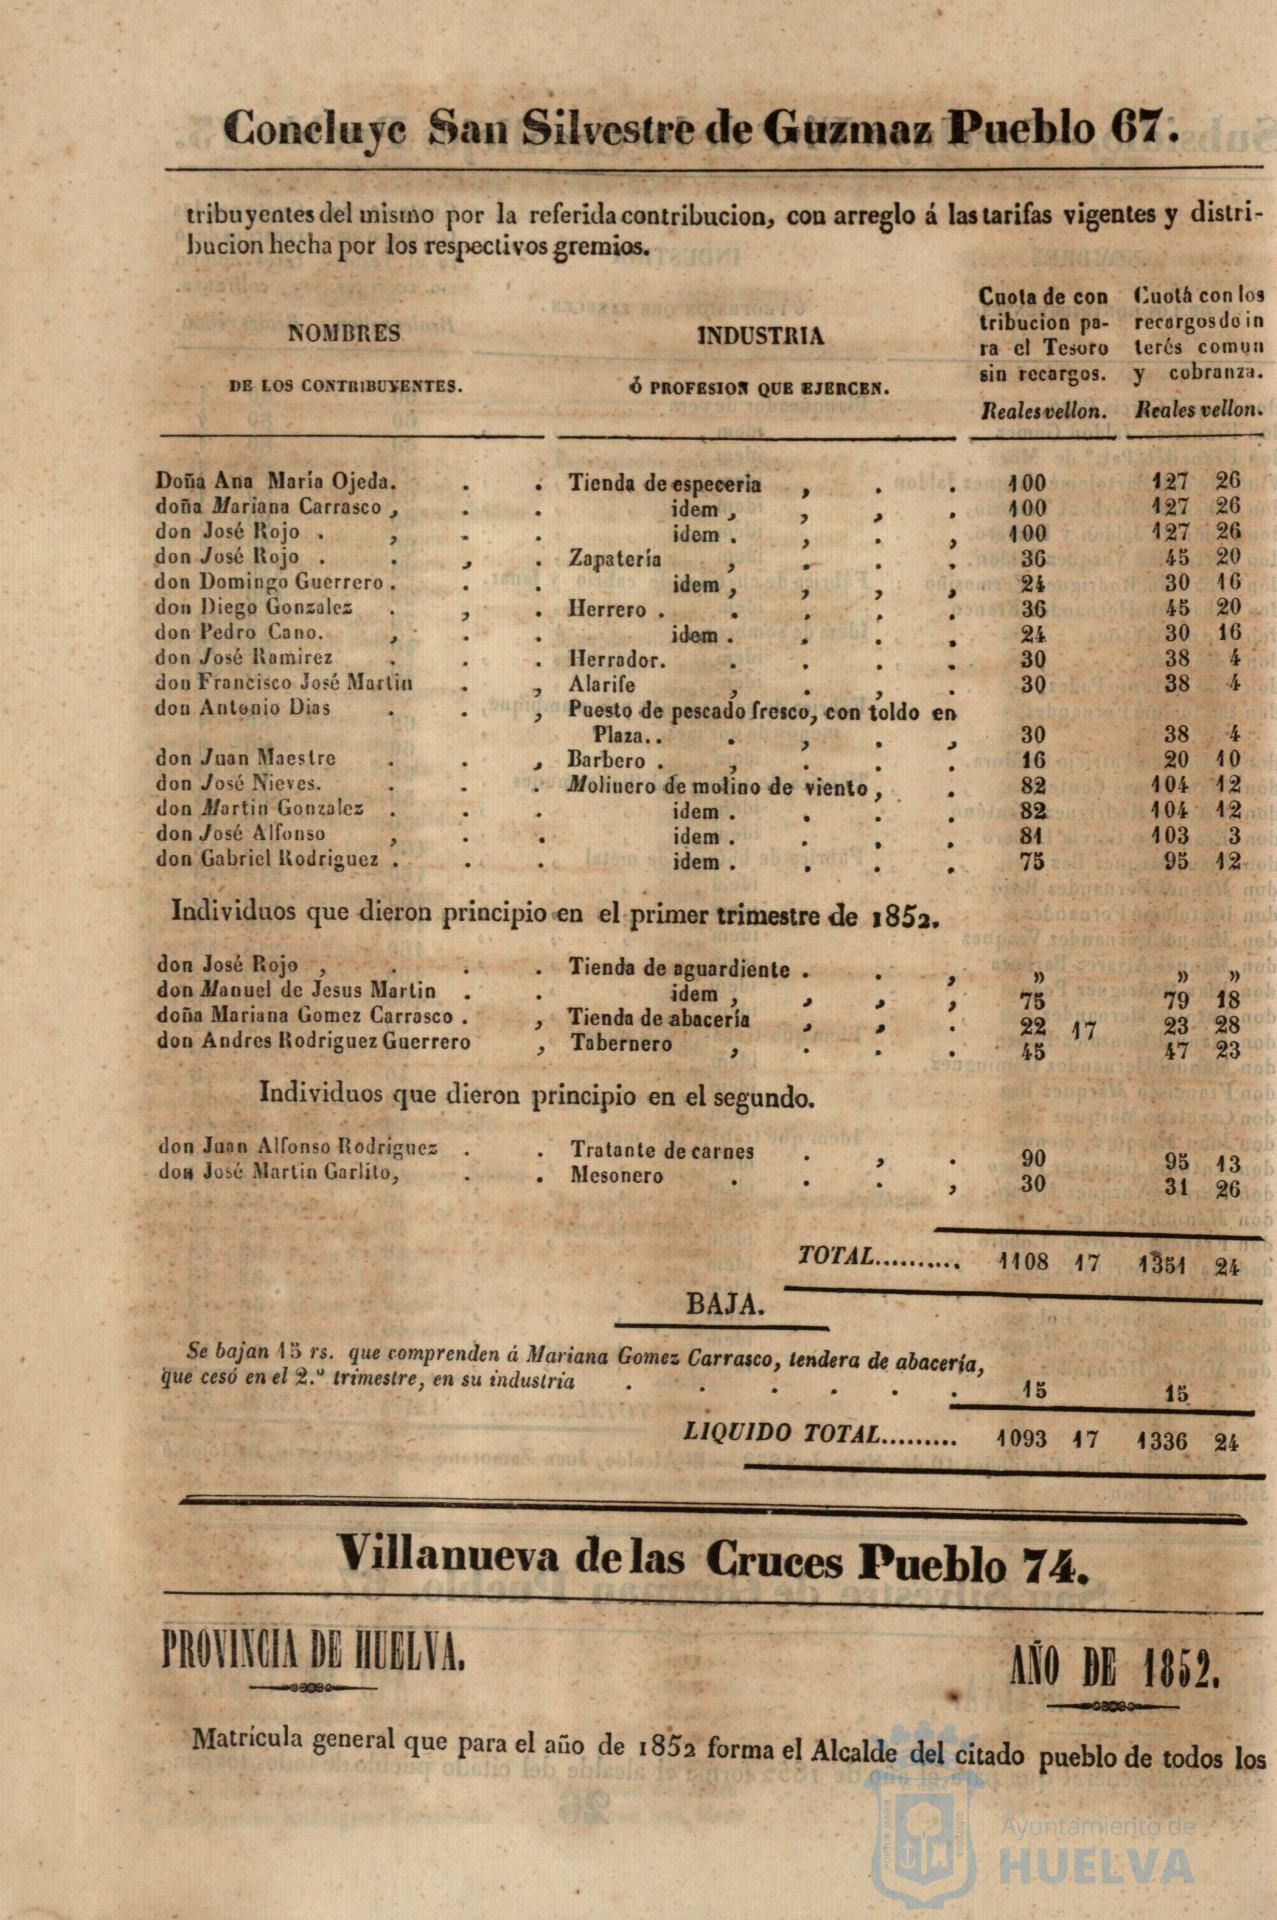 Concluye San Silvestre de Guzmaz Pueblo 67.
tribuyentes del mismo por la referida contribucion, con arreglo á las tarifas vigentes y distri-
bucion hecha por los respectivos gremios.
NOMBRES
DE LOS CONTRIBUYENTES.
INDUSTRIA
Ó PROFESION QUE EJERCEN.
Cuota de con
tribucion pa-
ra el Tesoro
sin recargos.
Reales vellon.
Cuotá con los
recargos do in
terés comun
y cobranza.
Reales vellon.
Doña Ana María Ojeda. . . Tienda de especeria , . . 100 127 26
doña Mariana Carrasco , . . idem , , , . 100 127 26
don José Rojo . , . . idem . , . , 100 127 26
don José Rojo . . , . Zapatería , . . . 36 45 20
don Domingo Guerrero . . . idem , , , , 24 30 16
don Diego Gonzalez . , . Herrero . . . . . 36 45 20
don Pedro Cano. , . . idem . . . . 24 30 16
don José Ramirez . . . Herrador. . . . . 30 38 4
don Francisco José Martin . , Alarife , . , . 30 38 4
don Antonio Dias . . , Puesto de pescado fresco, con toldo en
Plaza. . . , . , 30 38 4
don Juan Maestre . . , Barbero . , . . . 16 20 10
don José Nieves. . . . Molinero de molino de viento , . . 82 104 12
don Martin Gonzalez . . . idem . . . . 82 104 12
don José Alfonso , . . idem . . . . 81 103 3
don Gabriel Rodriguez . . . idem . . . . 75 95 12
Individuos que dieron principio en el primer trimestre de 1852.
don José Rojo , . . . Tienda de aguardiente . . , » » »
don Manuel de Jesus Martin . . idem , , , , 75 79 18
doña Mariana Gomez Carrasco . , Tienda de abacería , , . 22 17 23 28
don Andres Rodriguez Guerrero , Tabernero , . . . 45 47 23
Individuos que dieron principio en el segundo.
don Juan Alfonso Rodriguez . . Tratante de carnes . , . 90 95 13
don José Martin Garlito, . . Mesonero . . . , 30 31 26
TOTAL.......... 1108 17 1351 24
BAJA.
Se bajan 15 rs. que comprenden á Mariana Gomez Carrasco, tendera de abacería,
que cesó en el 2.º trimestre, en su industria . . . . . . 15 15
LIQUIDO TOTAL......... 1093 17 1336 24
Villanueva de las Cruces Pueblo 74.
PROVINCIA DE HUELVA.
AÑO DE 1852.
Matrícula general que para el año de 1852 forma el Alcalde del citado pueblo de todos los
Ayuntamiento de
HUELVA